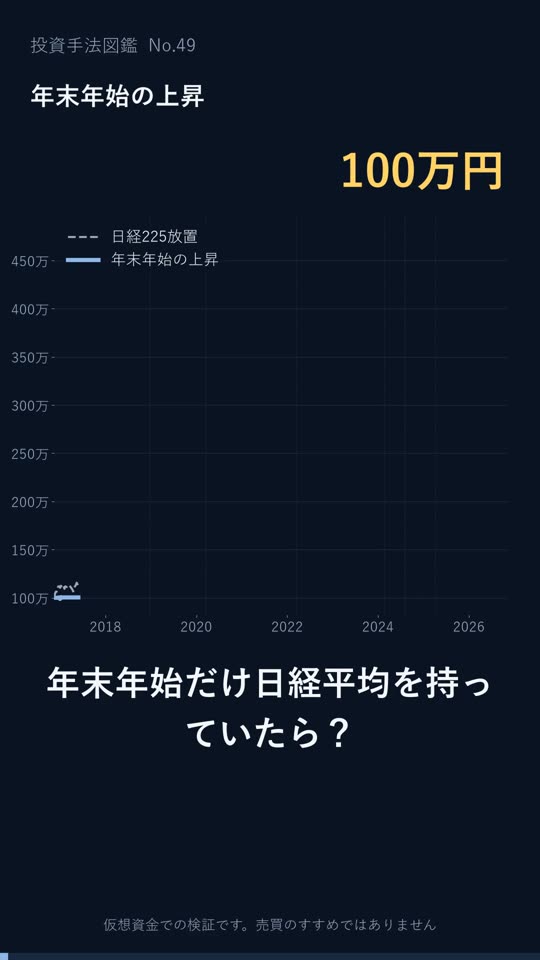 投資手法図鑑 No.49
年末年始の上昇
100万円
日経225放置
年末年始の上昇
450万
400万
350万
300万
250万
200万
150万
100万
2018 2020 2022 2024 2026
年末年始だけ日経平均を持っ
ていたら？
仮想資金での検証です。売買のすすめではありません